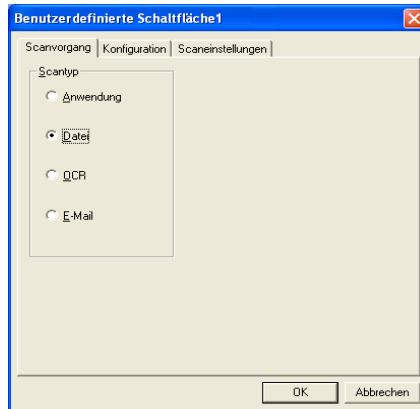 Benutzerdefinierte Schaltfläche1
Scanvorgang Konfiguration Scaneinstellungen
Scantyp
Anwendung
Datei
OCR
E-Mail
OK Abbrechen